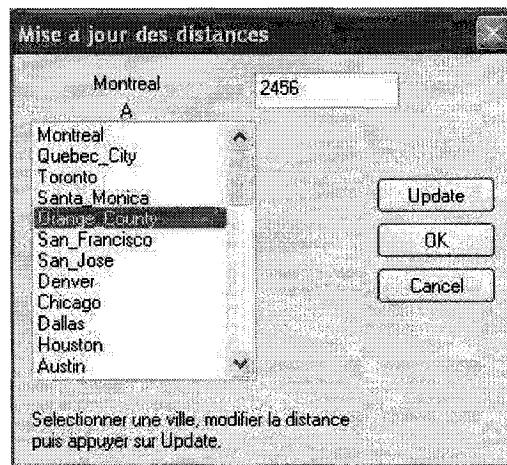 Mise a jour des distances
Montreal
2456
A
Montreal
Quebec_City
Toronto
Santa_Monica
Orange_County
San_Francisco
San_Jose
Denver
Chicago
Dallas
Houston
Austin
Update
OK
Cancel
Selectionner une ville, modifier la distance
puis appuyer sur Update.